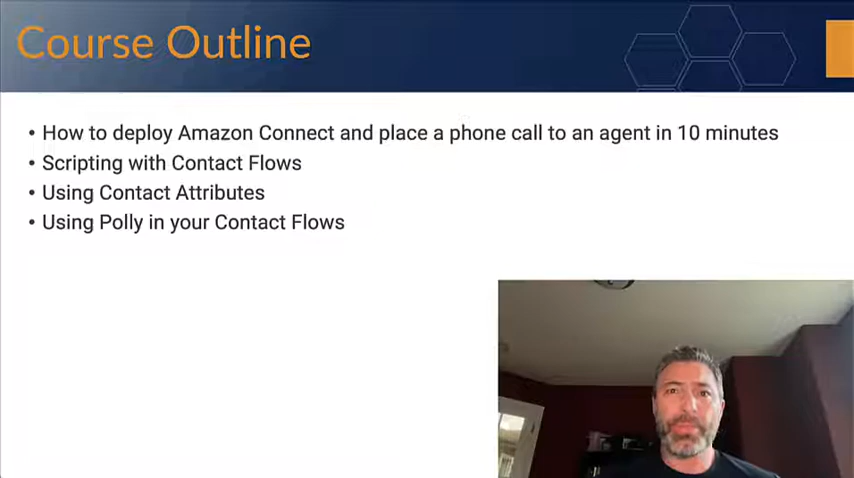 Course Outline
• How to deploy Amazon Connect and place a phone call to an agent in 10 minutes
• Scripting with Contact Flows
• Using Contact Attributes
• Using Polly in your Contact Flows